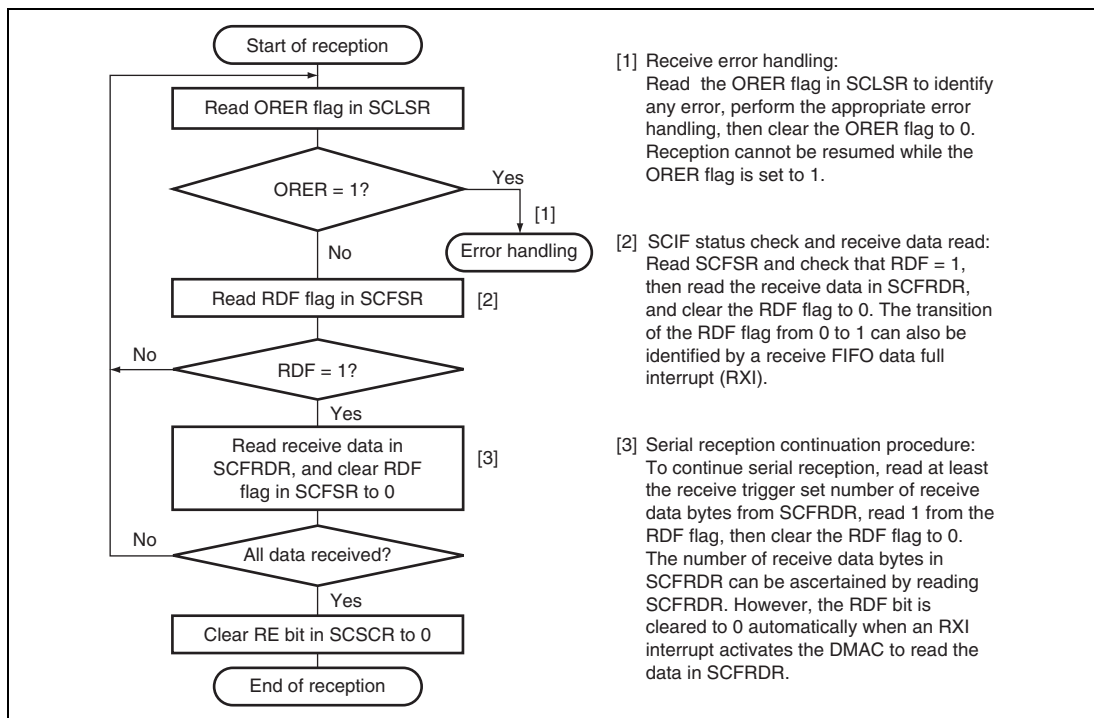 Start of reception
Read ORER flag in SCLSR
ORER = 1?
Yes
[1]
Error handling
No
Read RDF flag in SCFSR
[2]
No
RDF = 1?
Yes
Read receive data in
SCFRDR, and clear RDF
flag in SCFSR to 0
[3]
No
All data received?
Yes
Clear RE bit in SCSCR to 0
End of reception
[1] Receive error handling:
Read the ORER flag in SCLSR to identify
any error, perform the appropriate error
handling, then clear the ORER flag to 0.
Reception cannot be resumed while the
ORER flag is set to 1.
[2] SCIF status check and receive data read:
Read SCFSR and check that RDF = 1,
then read the receive data in SCFRDR,
and clear the RDF flag to 0. The transition
of the RDF flag from 0 to 1 can also be
identified by a receive FIFO data full
interrupt (RXI).
[3] Serial reception continuation procedure:
To continue serial reception, read at least
the receive trigger set number of receive
data bytes from SCFRDR, read 1 from the
RDF flag, then clear the RDF flag to 0.
The number of receive data bytes in
SCFRDR can be ascertained by reading
SCFRDR. However, the RDF bit is
cleared to 0 automatically when an RXI
interrupt activates the DMAC to read the
data in SCFRDR.